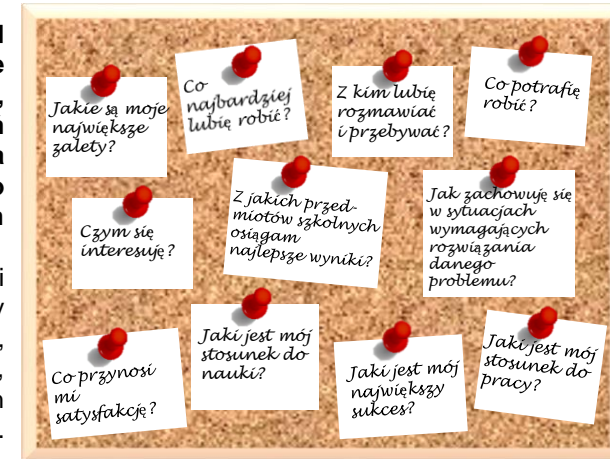 Jakie są moje
największe
zalety?
Co
najbardziej
lubię robić?
Z kim lubię
rozmawiać
i przebywać?
Co potrafię
robić?
Czym się
interesuję?
Z jakich przed-
miotów szkolnych
osiągam
najlepsze wyniki?
Jak zachowuję się
w sytuacjach
wymagających
rozwiązania
danego
problemu?
Co przynosi
mi
satysfakcję?
Jaki jest mój
stosunek do
nauki?
Jaki jest mój
największy
sukces?
Jaki jest mój
stosunek do
pracy?